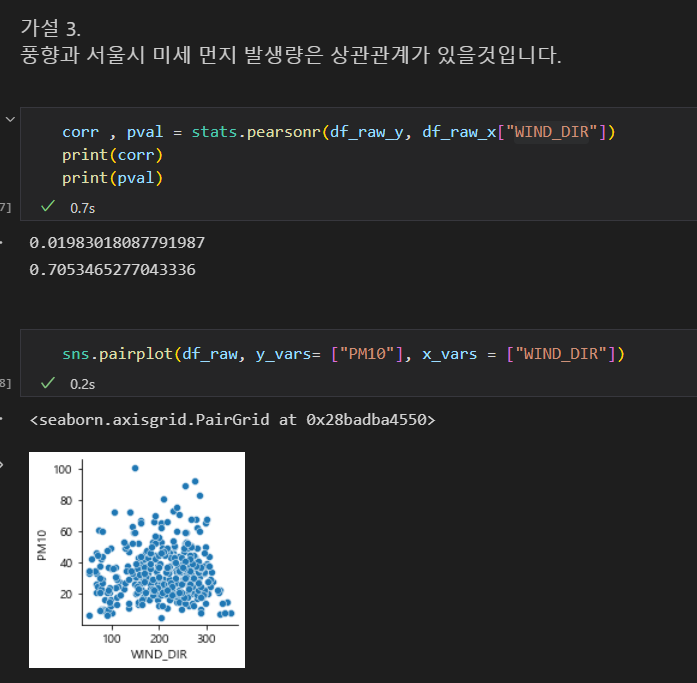 가설 3.
풍향과 서울시 미세 먼지 발생량은 상관관계가 있을것입니다.
corr , pval = stats.pearsonr(df_raw_y, df_raw_x["WIND_DIR"])
print(corr)
print(pval)
7]
0.7s
0.01983018087791987
0.7053465277043336
sns.pairplot(df_raw, y_vars= ["PM10"], x_vars = ["WIND_DIR"])
8]
0.2s
<seaborn.axisgrid.PairGrid at 0x28badba4550>
100
80
60
40
20
PM10
100 200 300
WIND_DIR